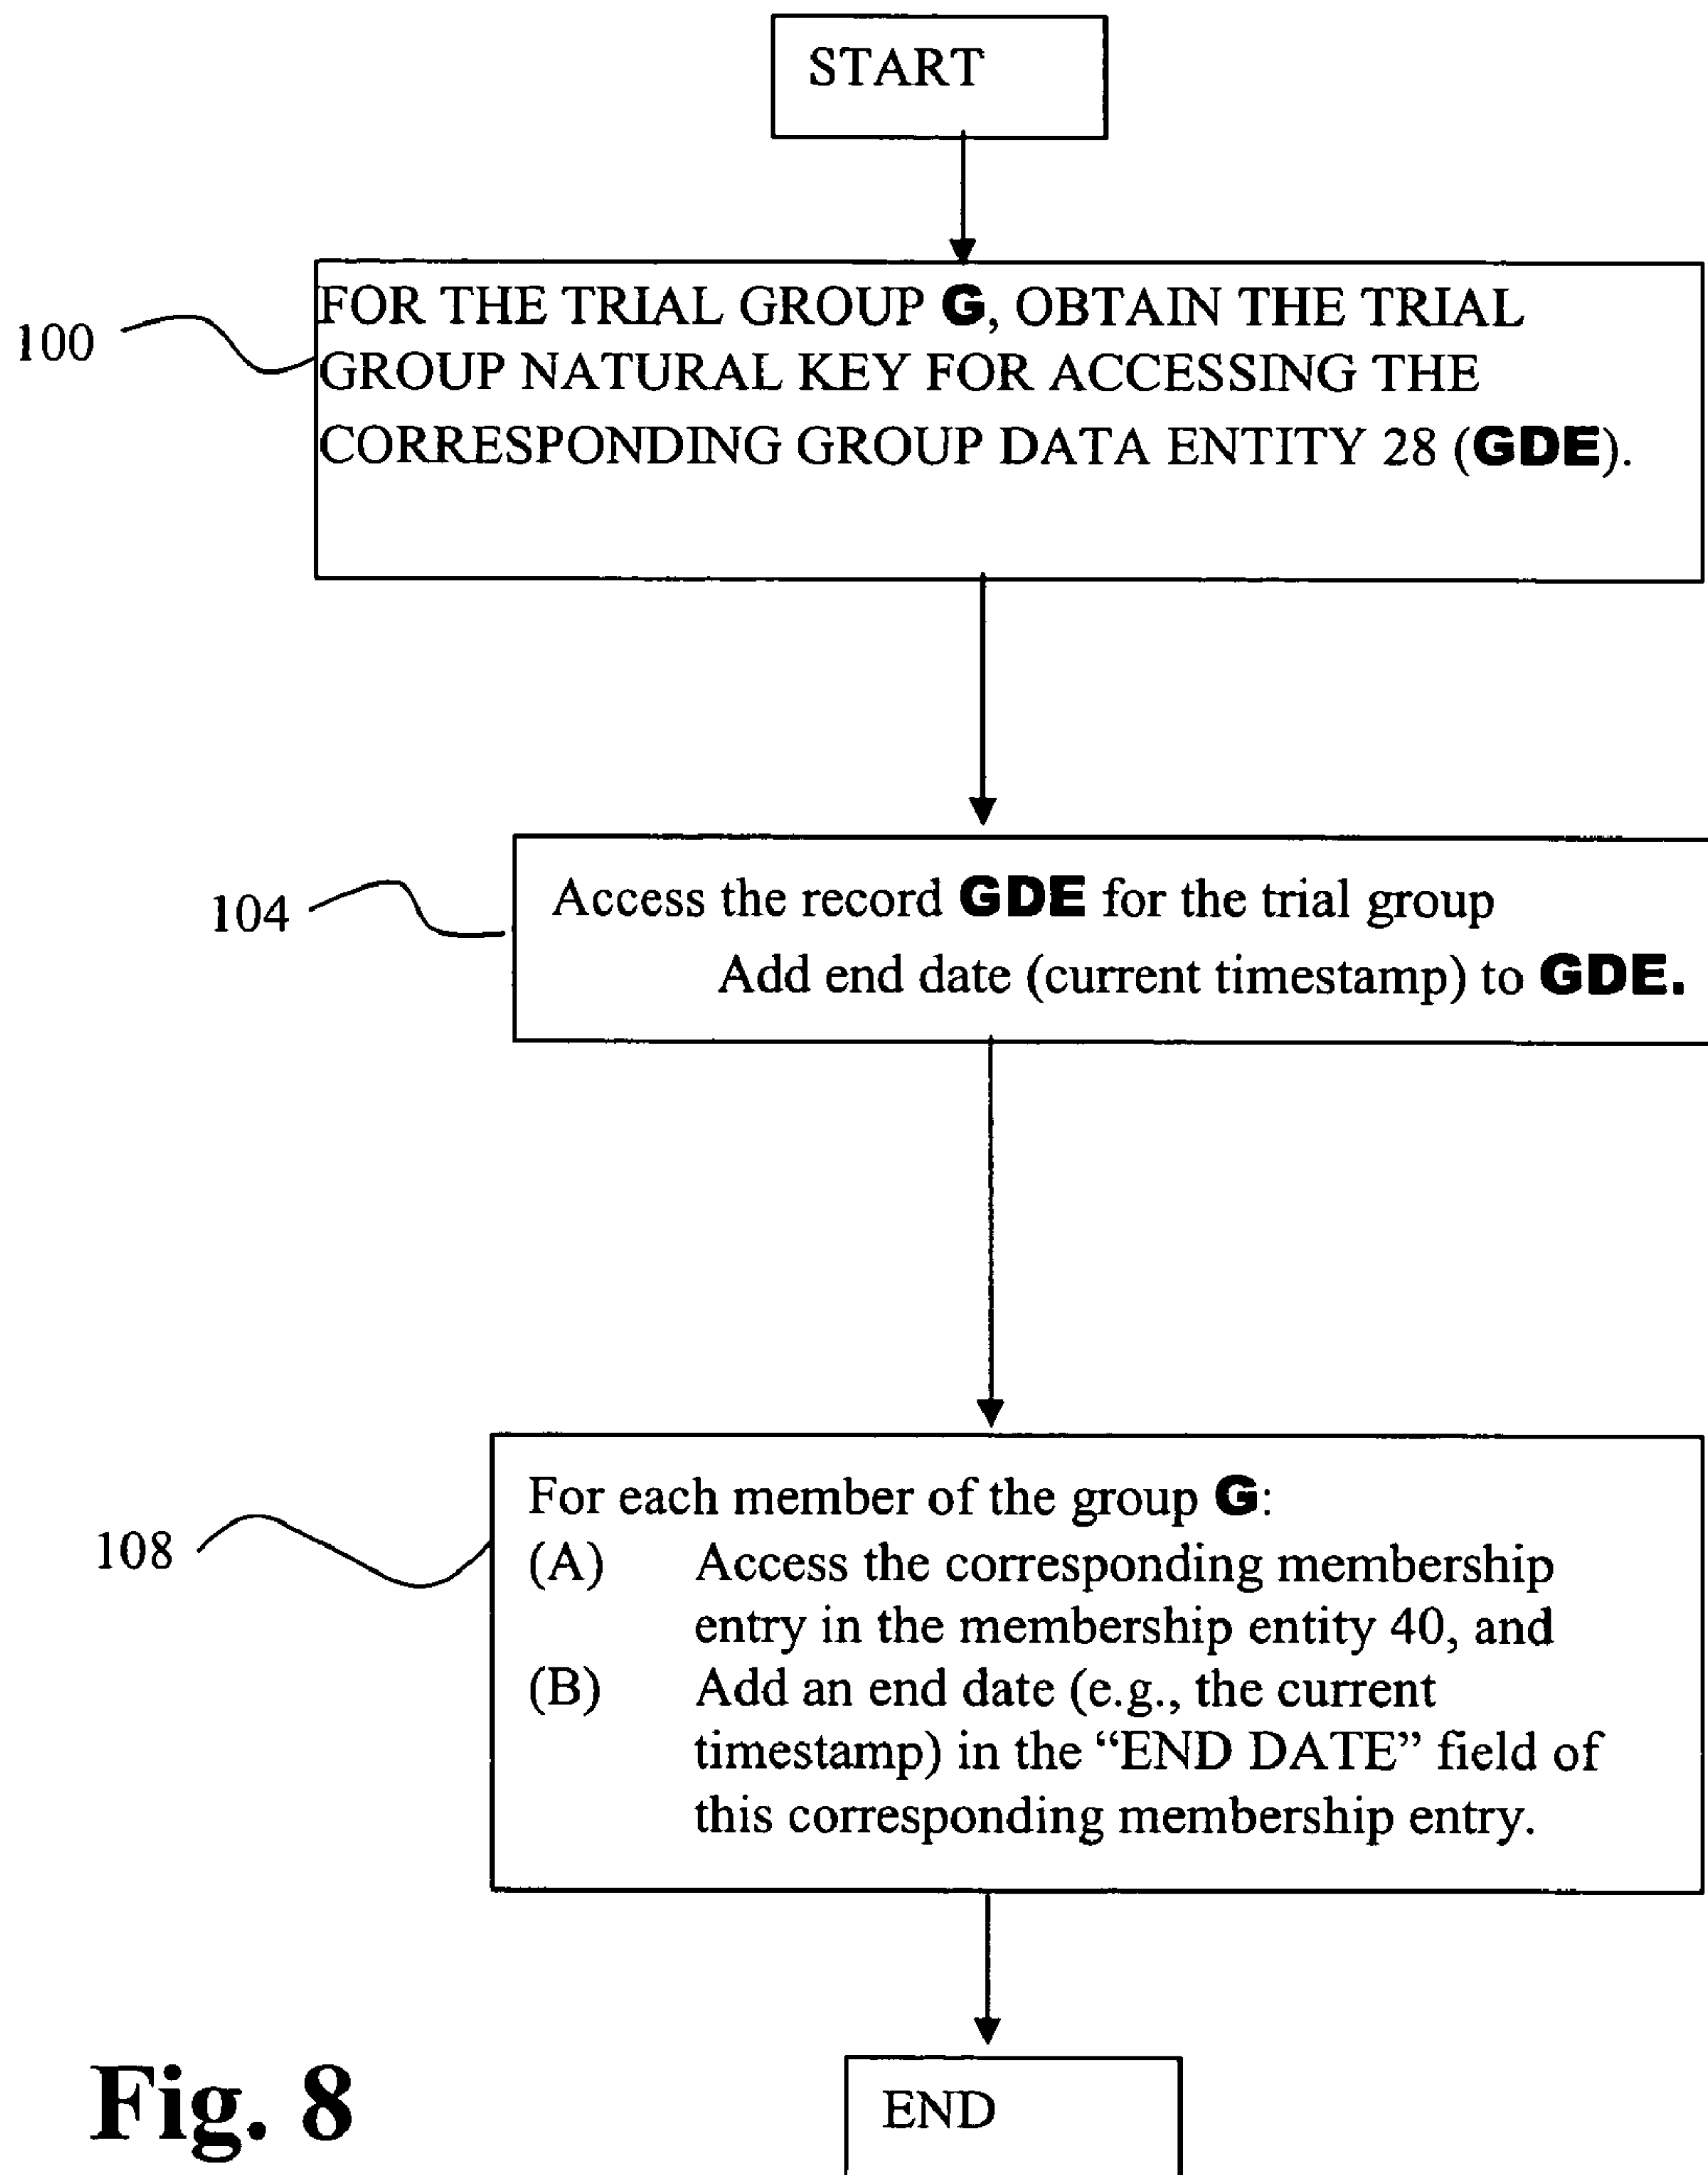 START
100
FOR THE TRIAL GROUP G, OBTAIN THE TRIAL
GROUP NATURAL KEY FOR ACCESSING THE
CORRESPONDING GROUP DATA ENTITY 28 (GDE).
104
Access the record GDE for the trial group
Add end date (current timestamp) to GDE.
108
For each member of the group G:
(A) Access the corresponding membership
entry in the membership entity 40, and
(B) Add an end date (e.g., the current
timestamp) in the “END DATE” field of
this corresponding membership entry.
END
Fig. 8